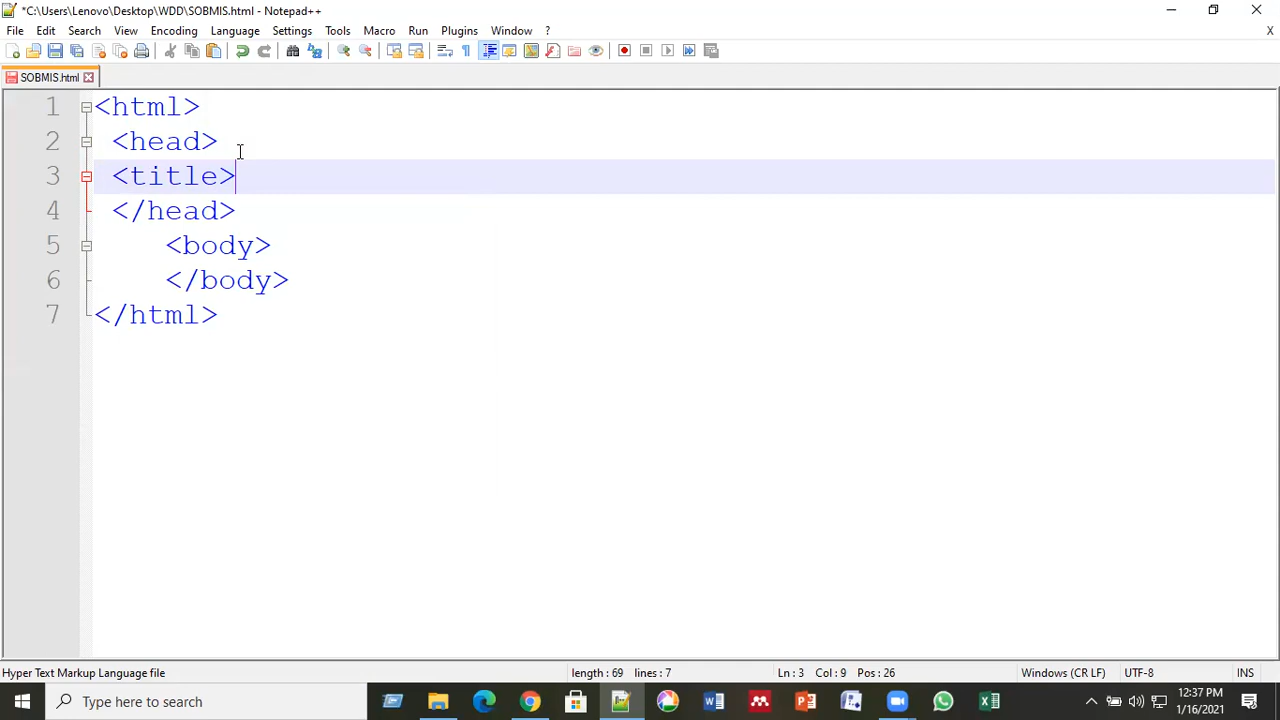 *C:\Users\Lenovo\Desktop\WDD\SOBMIS.html - Notepad++
File Edit Search View Encoding Language Settings Tools Macro Run Plugins Window ? X
SOBMIS.html
1 <html>
2 <head>
3 <title>
4 </head>
5 <body>
6 </body>
7 </html>
Hyper Text Markup Language file length : 69 lines : 7 Ln : 3 Col : 9 Pos : 26 Windows (CR LF) UTF-8 INS
Type here to search 12:37 PM
1/16/2021